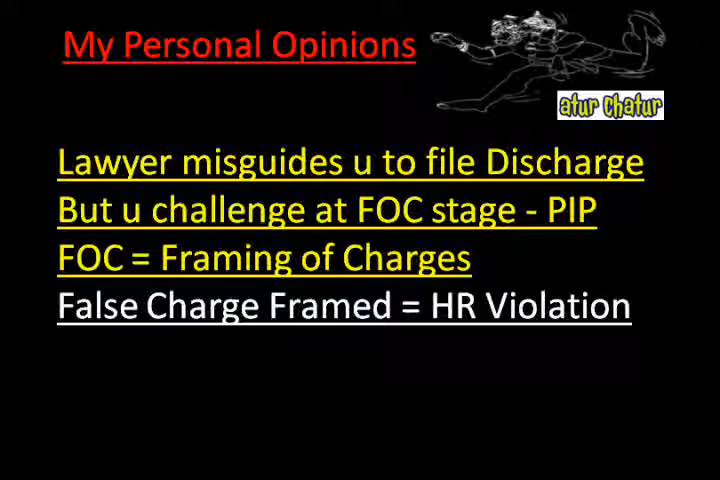 My Personal Opinions
atur chatur
Lawyer misguides u to file Discharge
But u challenge at FOC stage - PIP
FOC = Framing of Charges
False Charge Framed = HR Violation